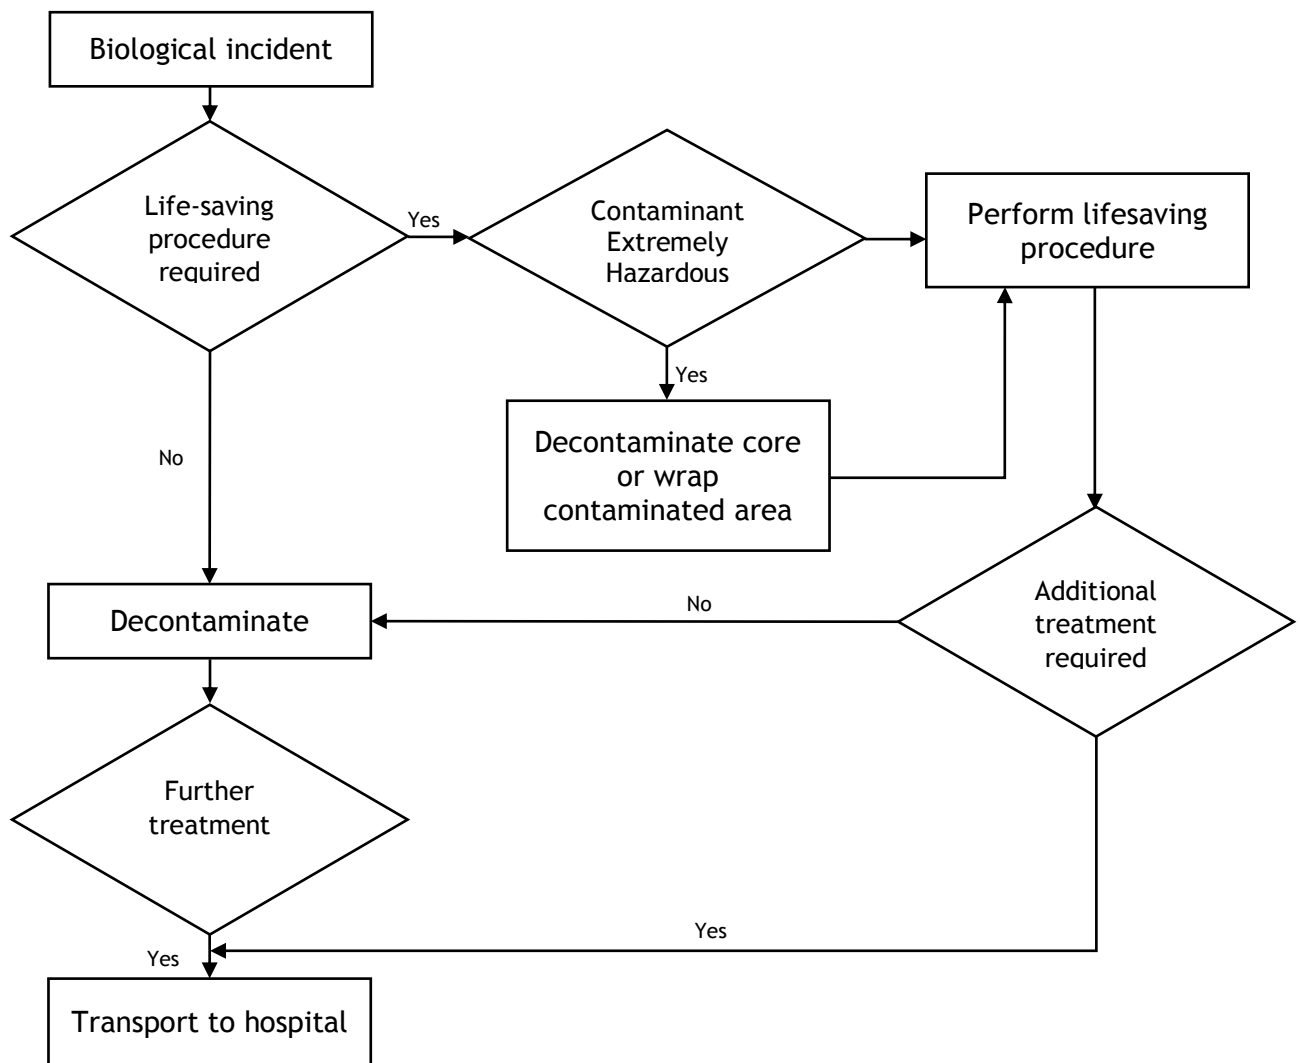 Biological incident
Life-saving
procedure
required
Yes
Contaminant
Extremely
Hazardous
Perform lifesaving
procedure
Yes
Decontaminate core
or wrap
contaminated area
No
Decontaminate
No
Additional
treatment
required
Further
treatment
Yes
Yes
Transport to hospital